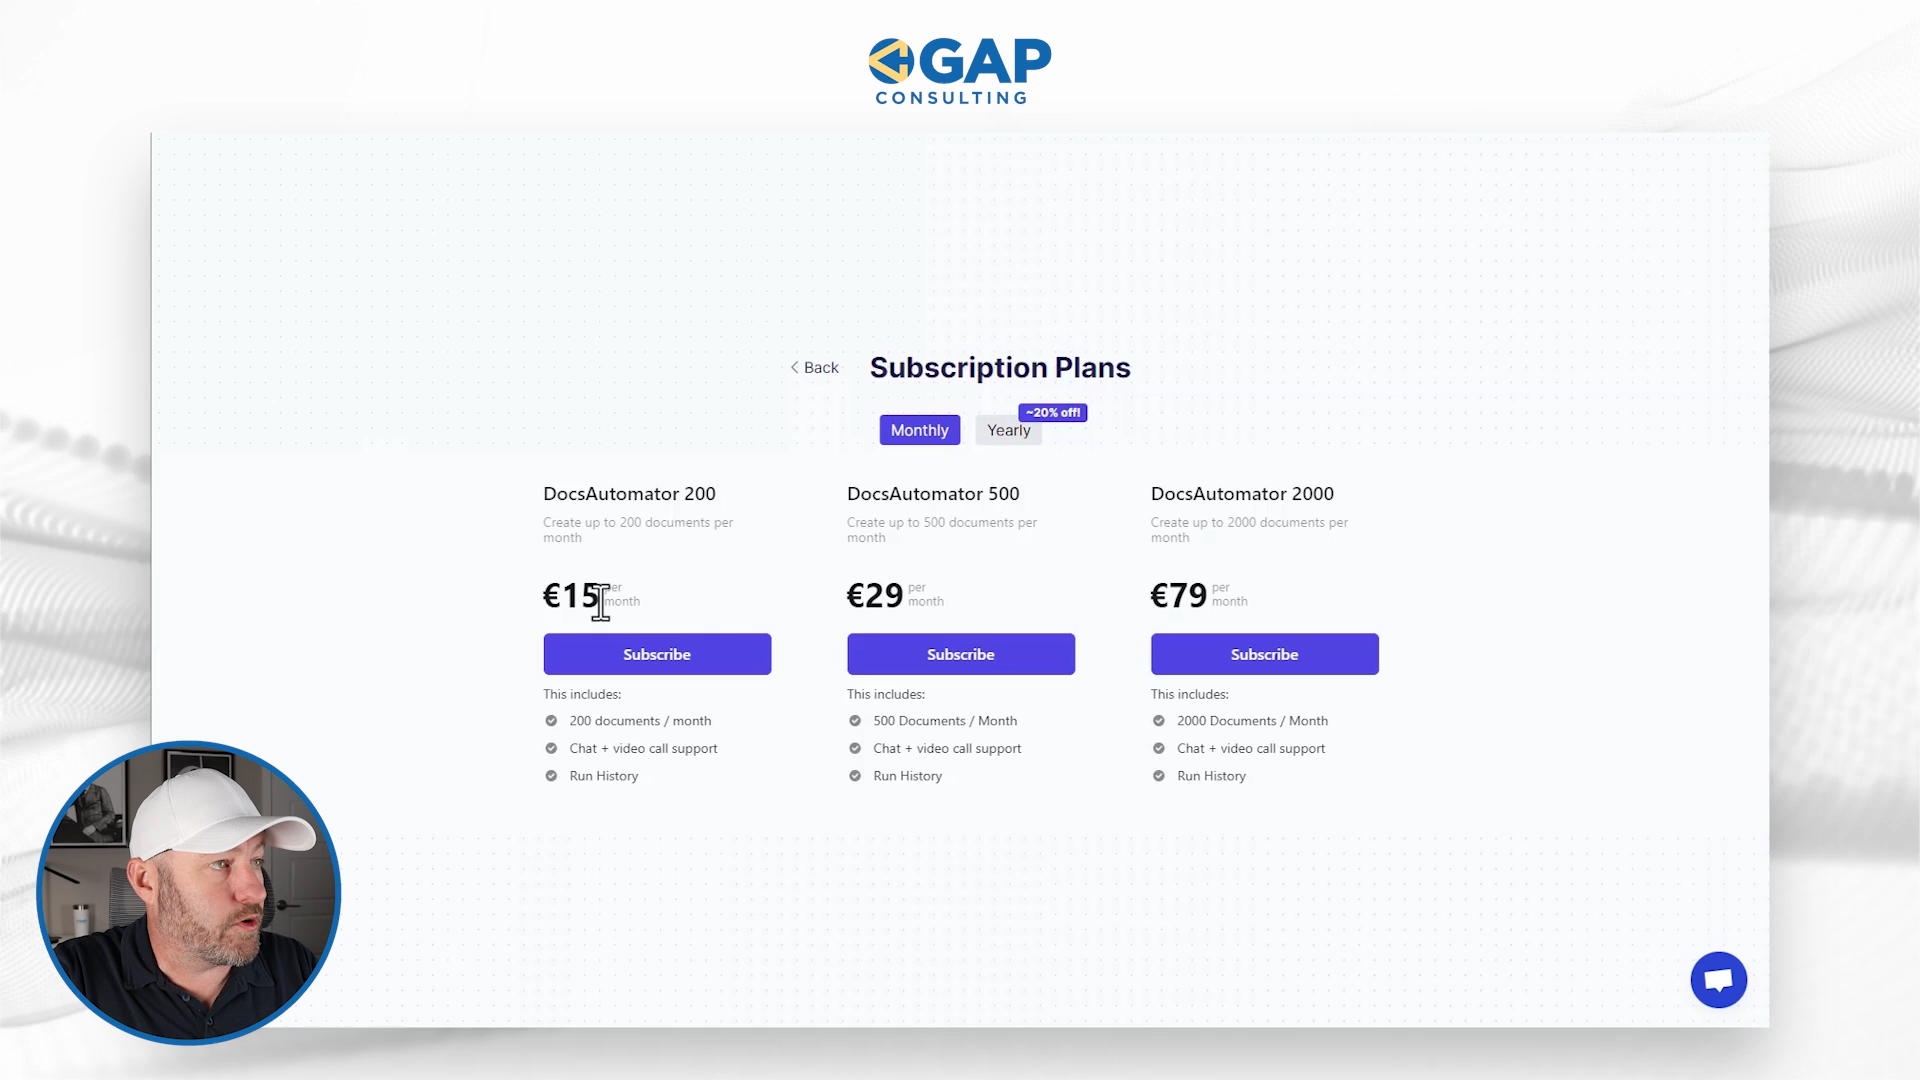 GAP
CONSULTING
Back
Subscription Plans
~20% off!
Monthly
Yearly
DocsAutomator 200
Create up to 200 documents per
month
€15
per
month
Subscribe
This includes:
200 documents / month
Chat + video call support
Run History
DocsAutomator 500
Create up to 500 documents per
month
€29
per
month
Subscribe
This includes:
500 Documents / Month
Chat + video call support
Run History
DocsAutomator 2000
Create up to 2000 documents per
month
€79
per
month
Subscribe
This includes:
2000 Documents / Month
Chat + video call support
Run History